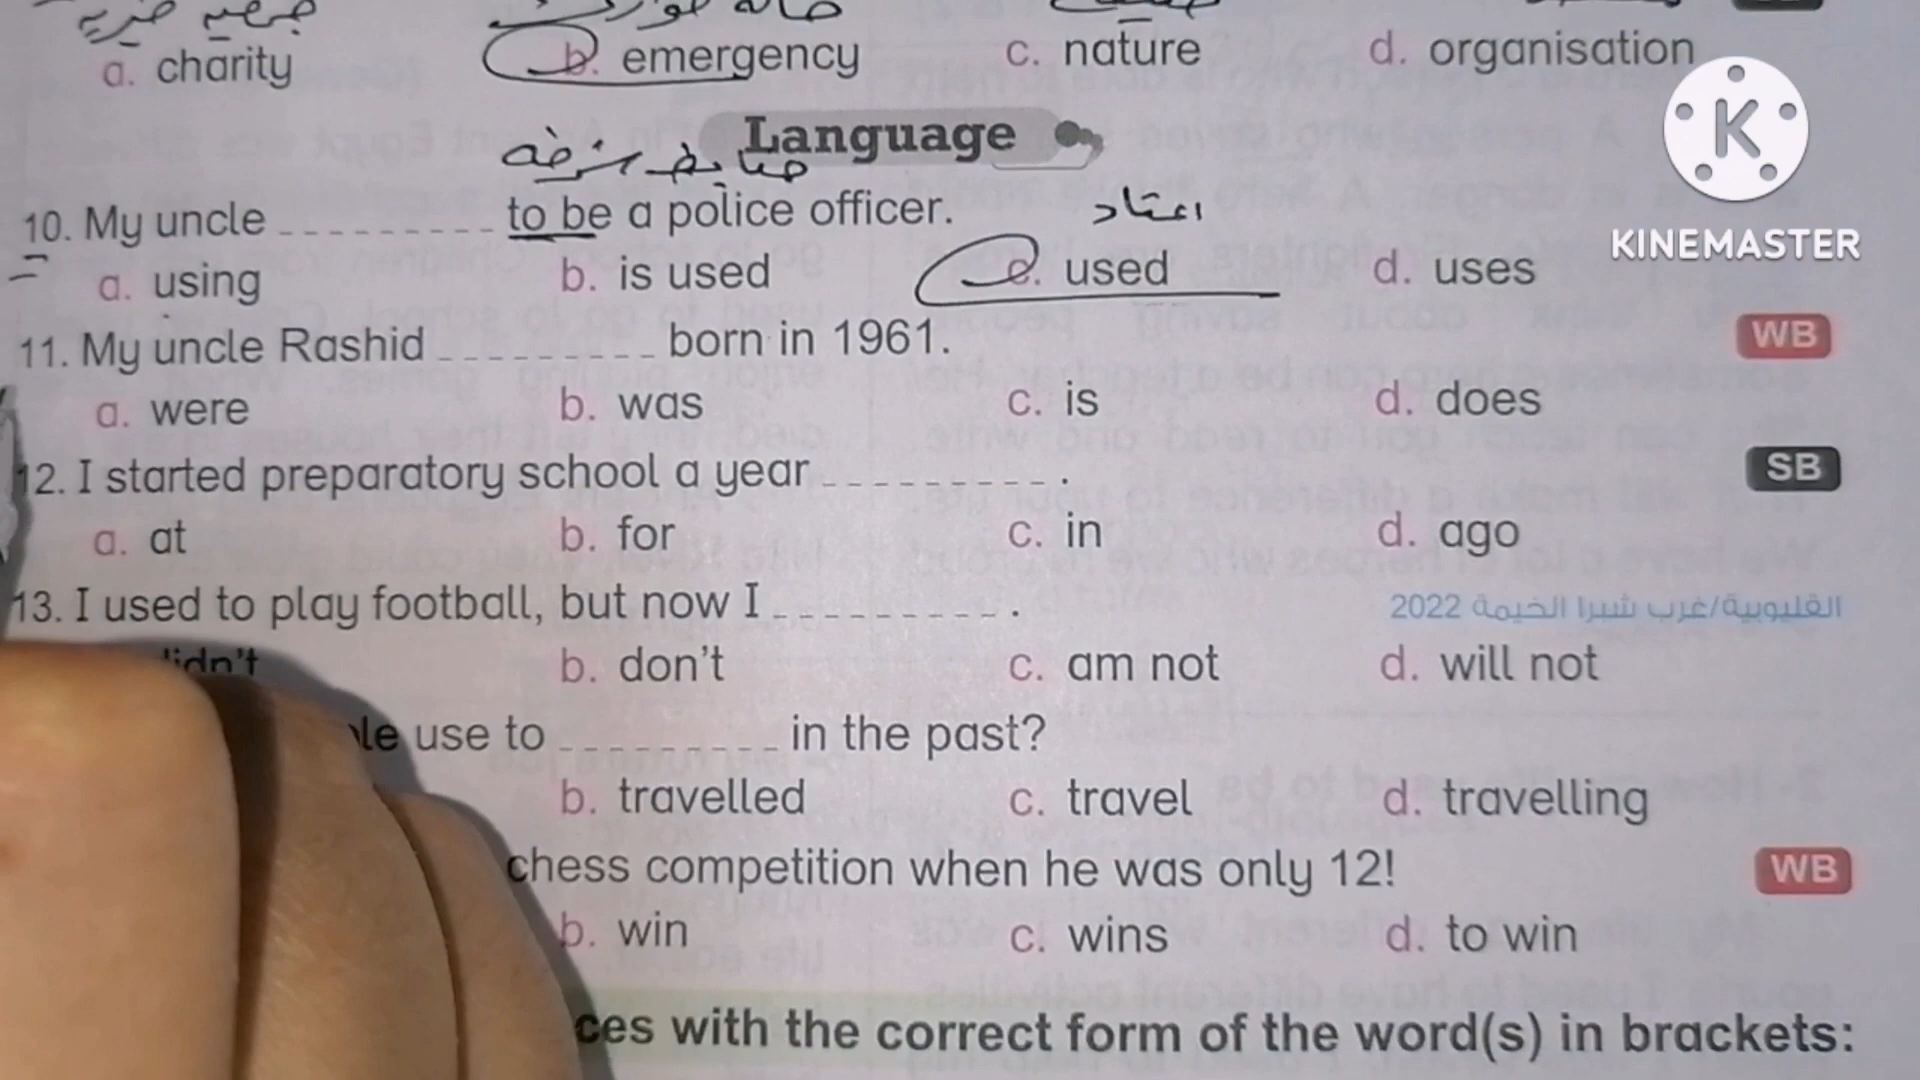 a. charity b. emergency c. nature d. organisation
Language
ضابط شرطة
10. My uncle to be a police officer.
اعتاد
a. using b. is used c. used d. uses
11. My uncle Rashid born in 1961. WB
a. were b. was c. is d. does
12. I started preparatory school a year . SB
a. at b. for c. in d. ago
13. I used to play football, but now I . القليوبية/غرب شبرا الخيمة 2022
b. don't c. am not d. will not
use to in the past?
b. travelled c. travel d. travelling
chess competition when he was only 12! WB
b. win c. wins d. to win
ces with the correct form of the word(s) in brackets:
K
KINEMASTER